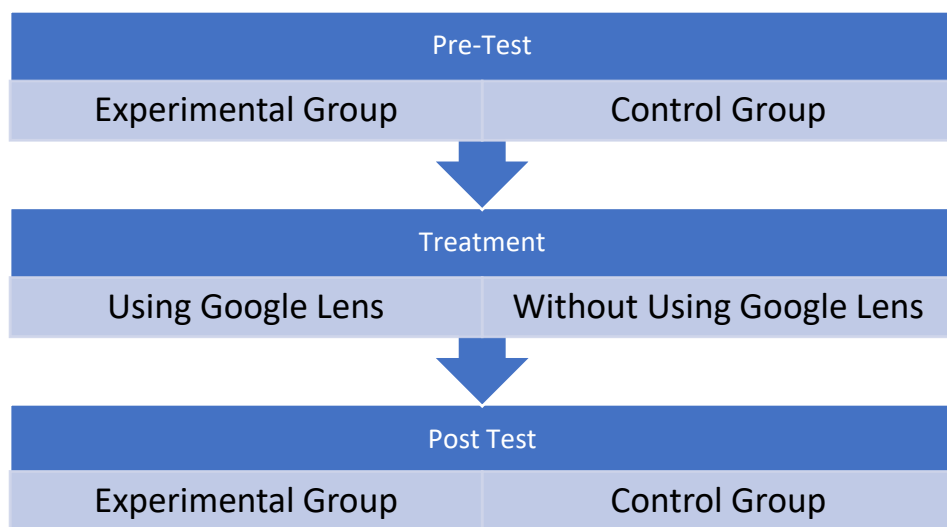 Pre-Test
Experimental Group Control Group
Treatment
Using Google Lens Without Using Google Lens
Post Test
Experimental Group Control Group